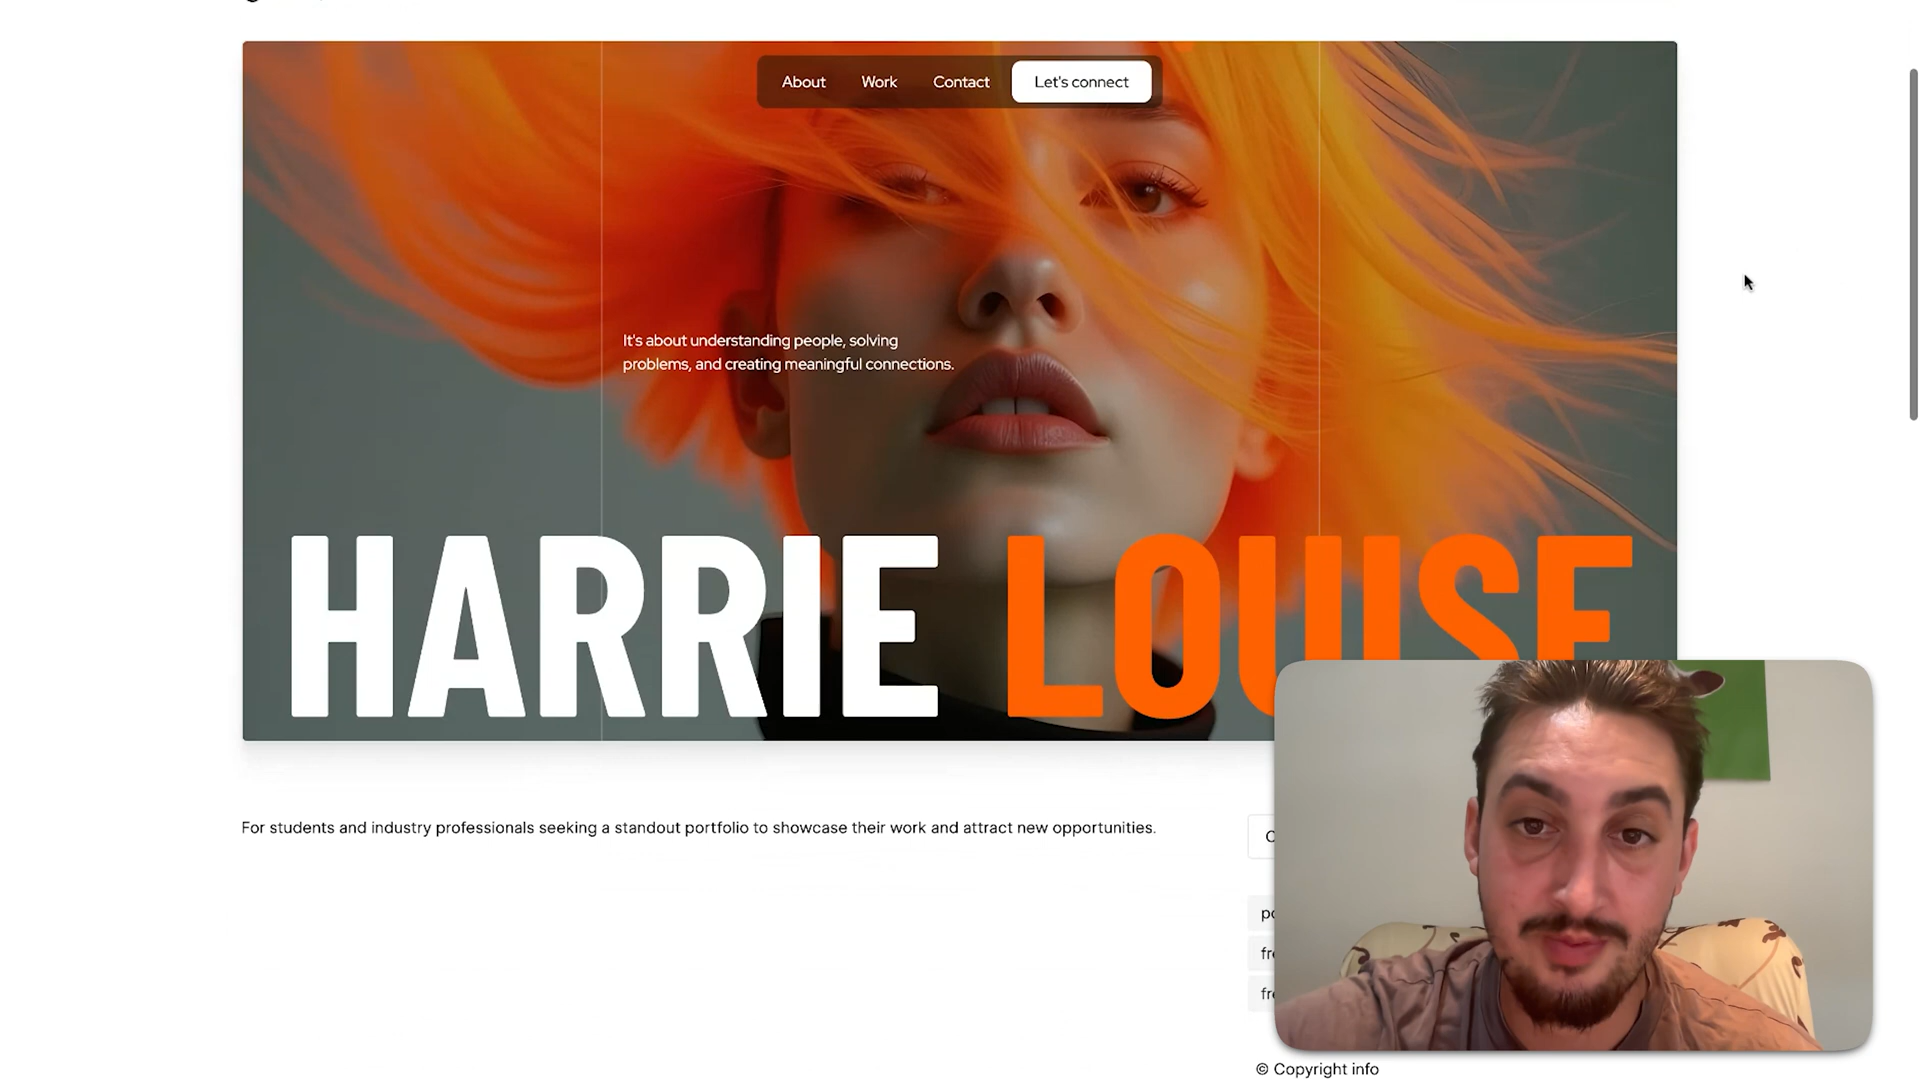 About
Work
Contact
Let's connect
It's about understanding people, solving
problems, and creating meaningful connections.
HARRIE LOUISE
For students and industry professionals seeking a standout portfolio to showcase their work and attract new opportunities.
© Copyright info